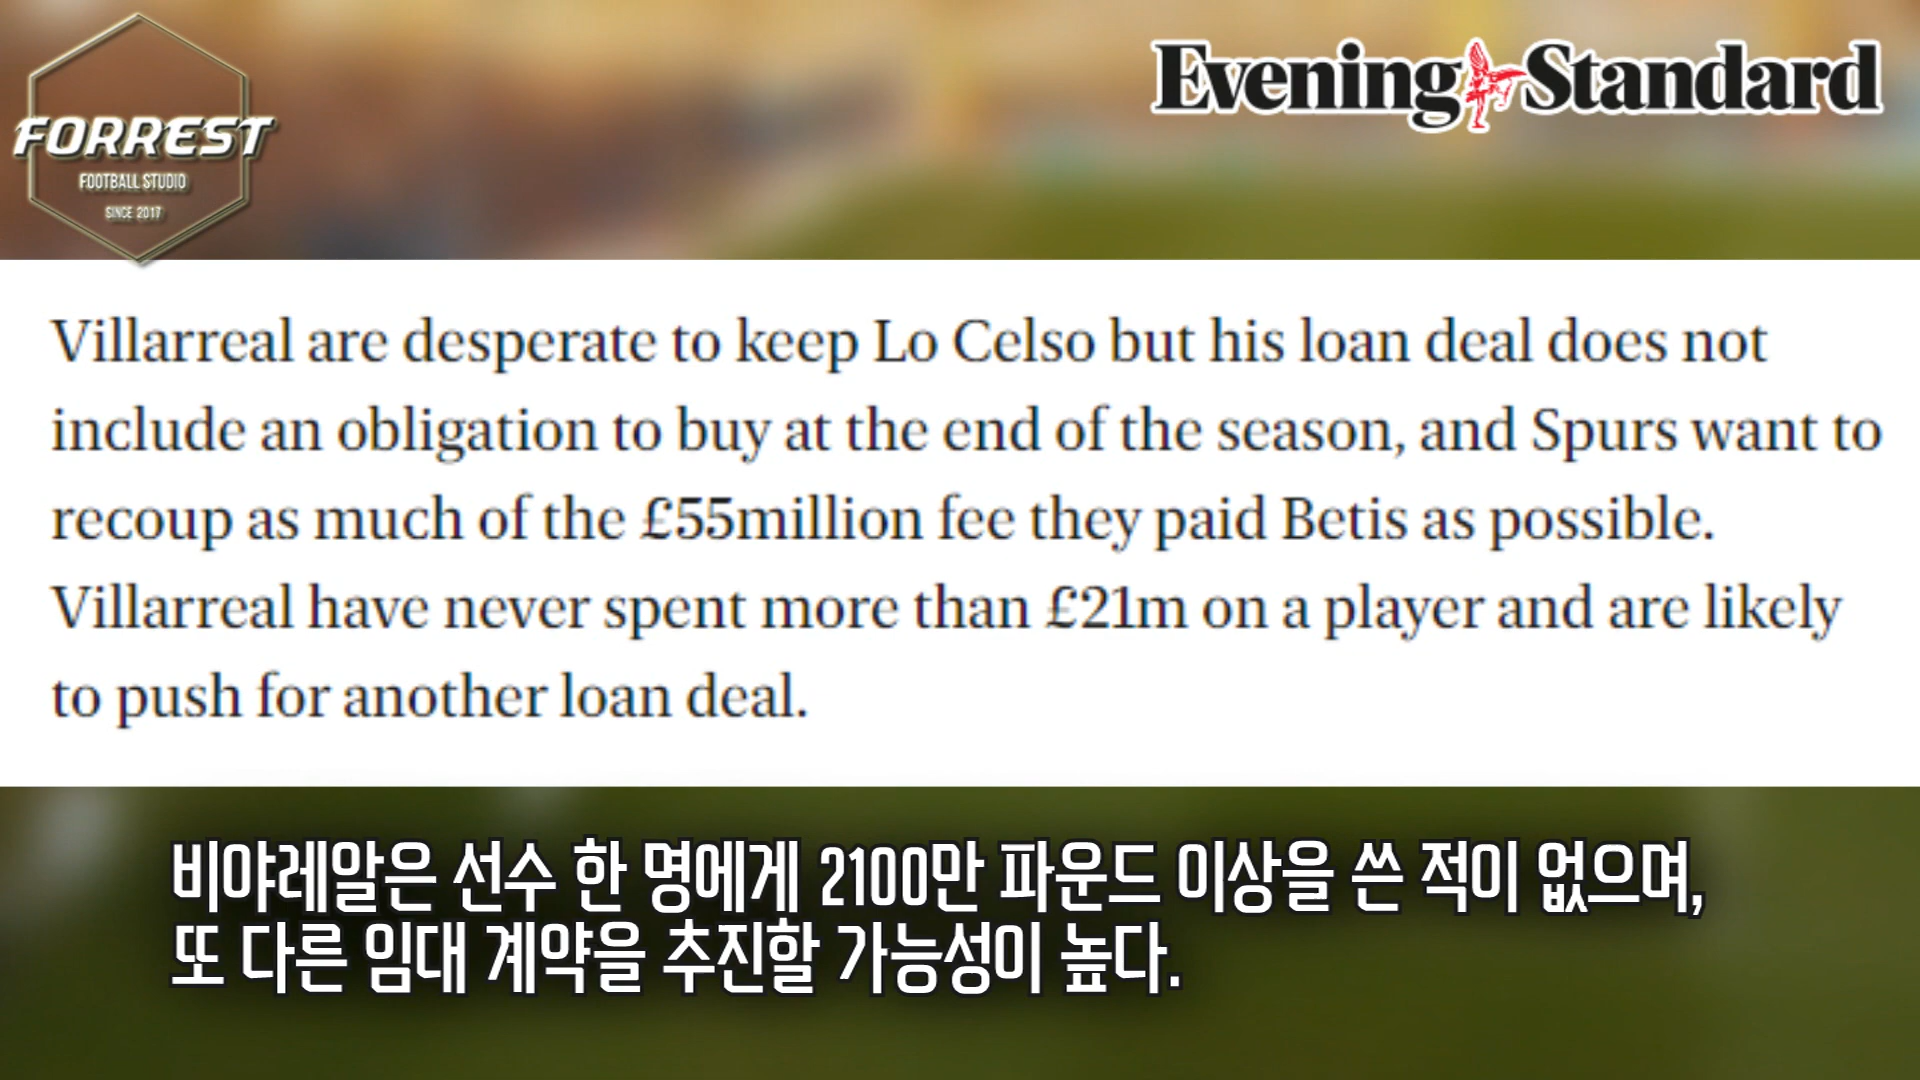 FORREST
FOOTBALL STUDIO
SINCE 2017
Evening Standard
Villarreal are desperate to keep Lo Celso but his loan deal does not
include an obligation to buy at the end of the season, and Spurs want to
recoup as much of the £55million fee they paid Betis as possible.
Villarreal have never spent more than £21m on a player and are likely
to push for another loan deal.
비야레알은 선수 한 명에게 2100만 파운드 이상을 쓴 적이 없으며,
또 다른 임대 계약을 추진할 가능성이 높다.